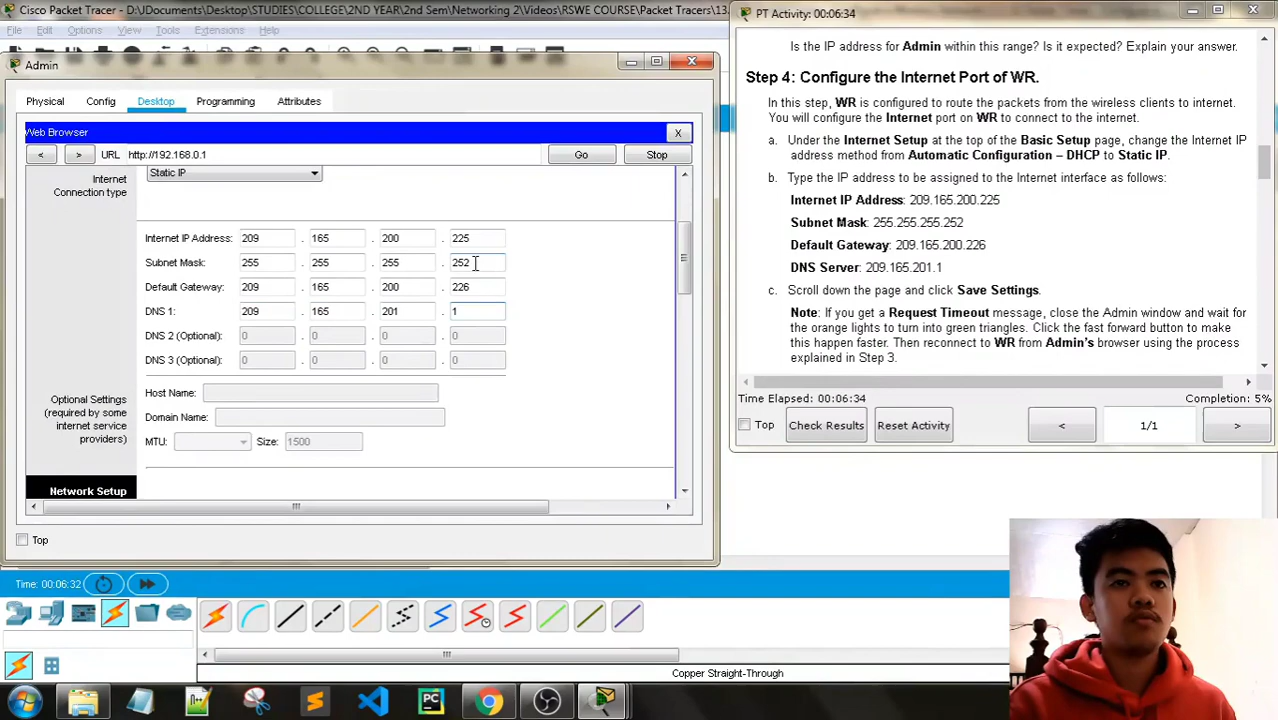 Cisco Packet Tracer - D:\JDocuments\Desktop\STUDIES\COLLEGE\2ND YEAR\2nd Sem\Networking 2\Videos\RSWE COURSE\Packet Tracers\13.
File Edit Options View Tools Extensions Help
Admin
Physical Config Desktop Programming Attributes
Web Browser X
< > URL http://192.168.0.1 Go Stop
Internet
Connection type
Static IP
Internet IP Address: 209 . 165 . 200 . 225
Subnet Mask: 255 . 255 . 255 . 252
Default Gateway: 209 . 165 . 200 . 226
DNS 1: 209 . 165 . 201 . 1
DNS 2 (Optional): 0 . 0 . 0 . 0
DNS 3 (Optional): 0 . 0 . 0 . 0
Optional Settings
(required by some
internet service
providers)
Host Name:
Domain Name:
MTU: Size: 1500
Network Setup
Top
Time: 00:06:32
Copper Straight-Through
PT Activity: 00:06:34
Is the IP address for Admin within this range? Is it expected? Explain your answer.
Step 4: Configure the Internet Port of WR.
In this step, WR is configured to route the packets from the wireless clients to internet.
You will configure the Internet port on WR to connect to the internet.
a. Under the Internet Setup at the top of the Basic Setup page, change the Internet IP
address method from Automatic Configuration – DHCP to Static IP.
b. Type the IP address to be assigned to the Internet interface as follows:
Internet IP Address: 209.165.200.225
Subnet Mask: 255.255.255.252
Default Gateway: 209.165.200.226
DNS Server: 209.165.201.1
c. Scroll down the page and click Save Settings.
Note: If you get a Request Timeout message, close the Admin window and wait for
the orange lights to turn into green triangles. Click the fast forward button to make
this happen faster. Then reconnect to WR from Admin's browser using the process
explained in Step 3.
Time Elapsed: 00:06:34 Completion: 5%
Top Check Results Reset Activity < 1/1 >
PC